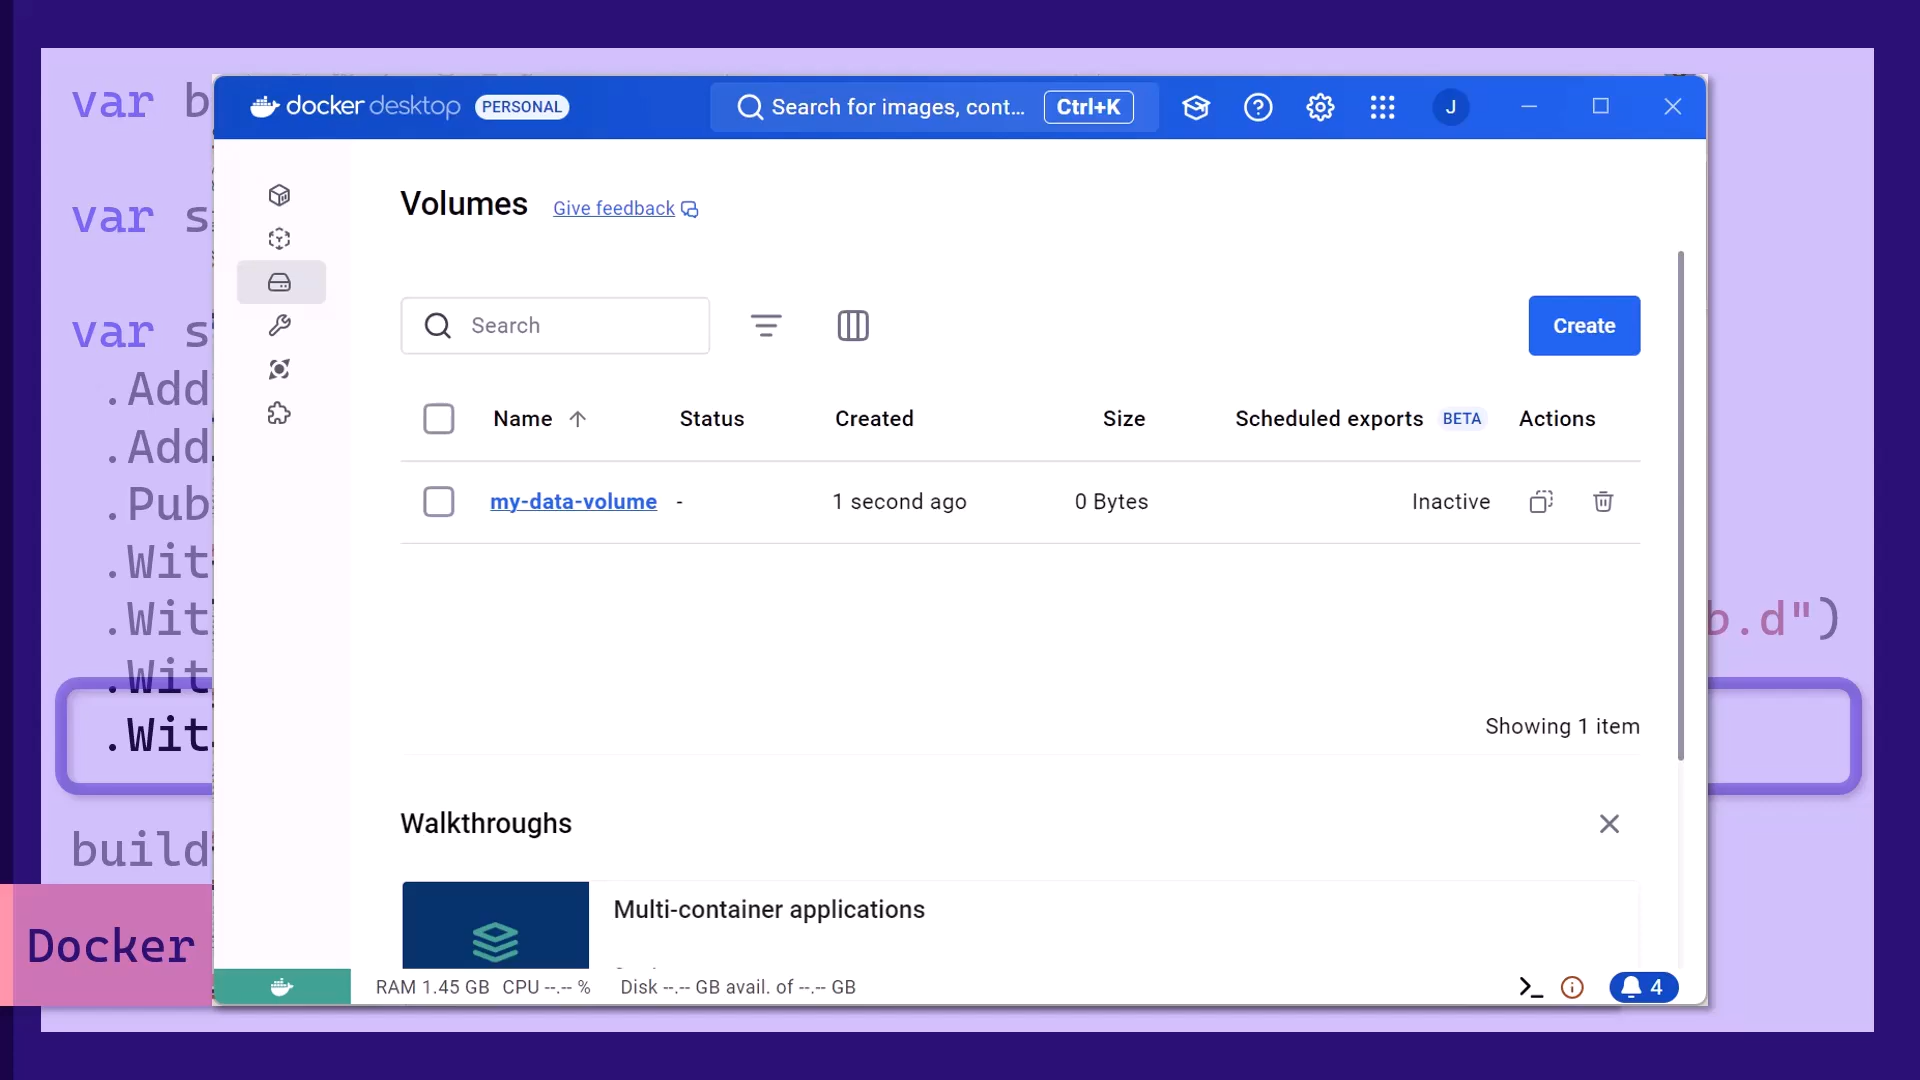 var b
var s
var s
.Add
.Add
.Pub
.Wit
.Wit
b.d")
.Wit
.Wit
build
Docker
docker desktop PERSONAL
Search for images, cont... Ctrl+K
J
Volumes Give feedback
Search
Create
Name Status Created Size Scheduled exports BETA Actions
my-data-volume - 1 second ago 0 Bytes Inactive
Showing 1 item
Walkthroughs
Multi-container applications
RAM 1.45 GB CPU --.-- % Disk --.-- GB avail. of --.-- GB
4